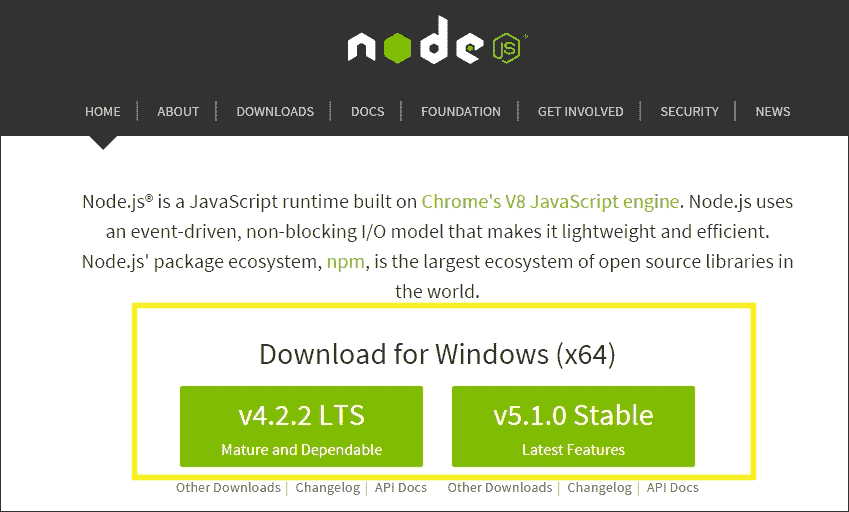 node JS
HOME ABOUT DOWNLOADS DOCS FOUNDATION GET INVOLVED SECURITY NEWS
Node.js® is a JavaScript runtime built on Chrome's V8 JavaScript engine. Node.js uses
an event-driven, non-blocking I/O model that makes it lightweight and efficient.
Node.js' package ecosystem, npm, is the largest ecosystem of open source libraries in
the world.
Download for Windows (x64)
v4.2.2 LTS v5.1.0 Stable
Mature and Dependable Latest Features
Other Downloads | Changelog | API Docs Other Downloads | Changelog | API Docs